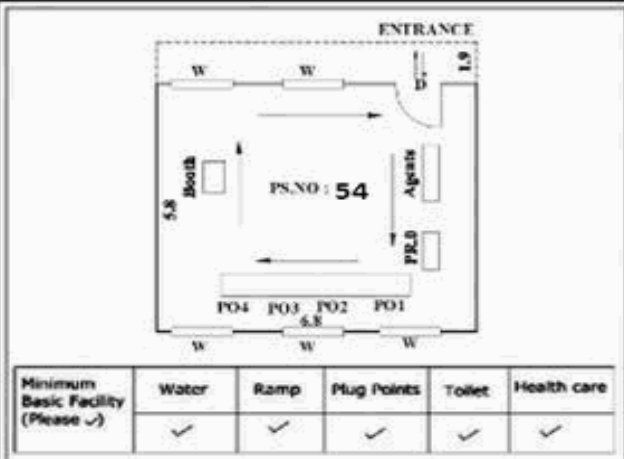 ENTRANCE
W W D. 1.9
Booth
Agents
PS.NO : 54
5.8
PR.0
PO4 PO3 PO2 PO1
6.8
W W W
Minimum Basic Facility (Please ✓) Water Ramp Plug Points Toilet Health care
✓ ✓ ✓ ✓ ✓